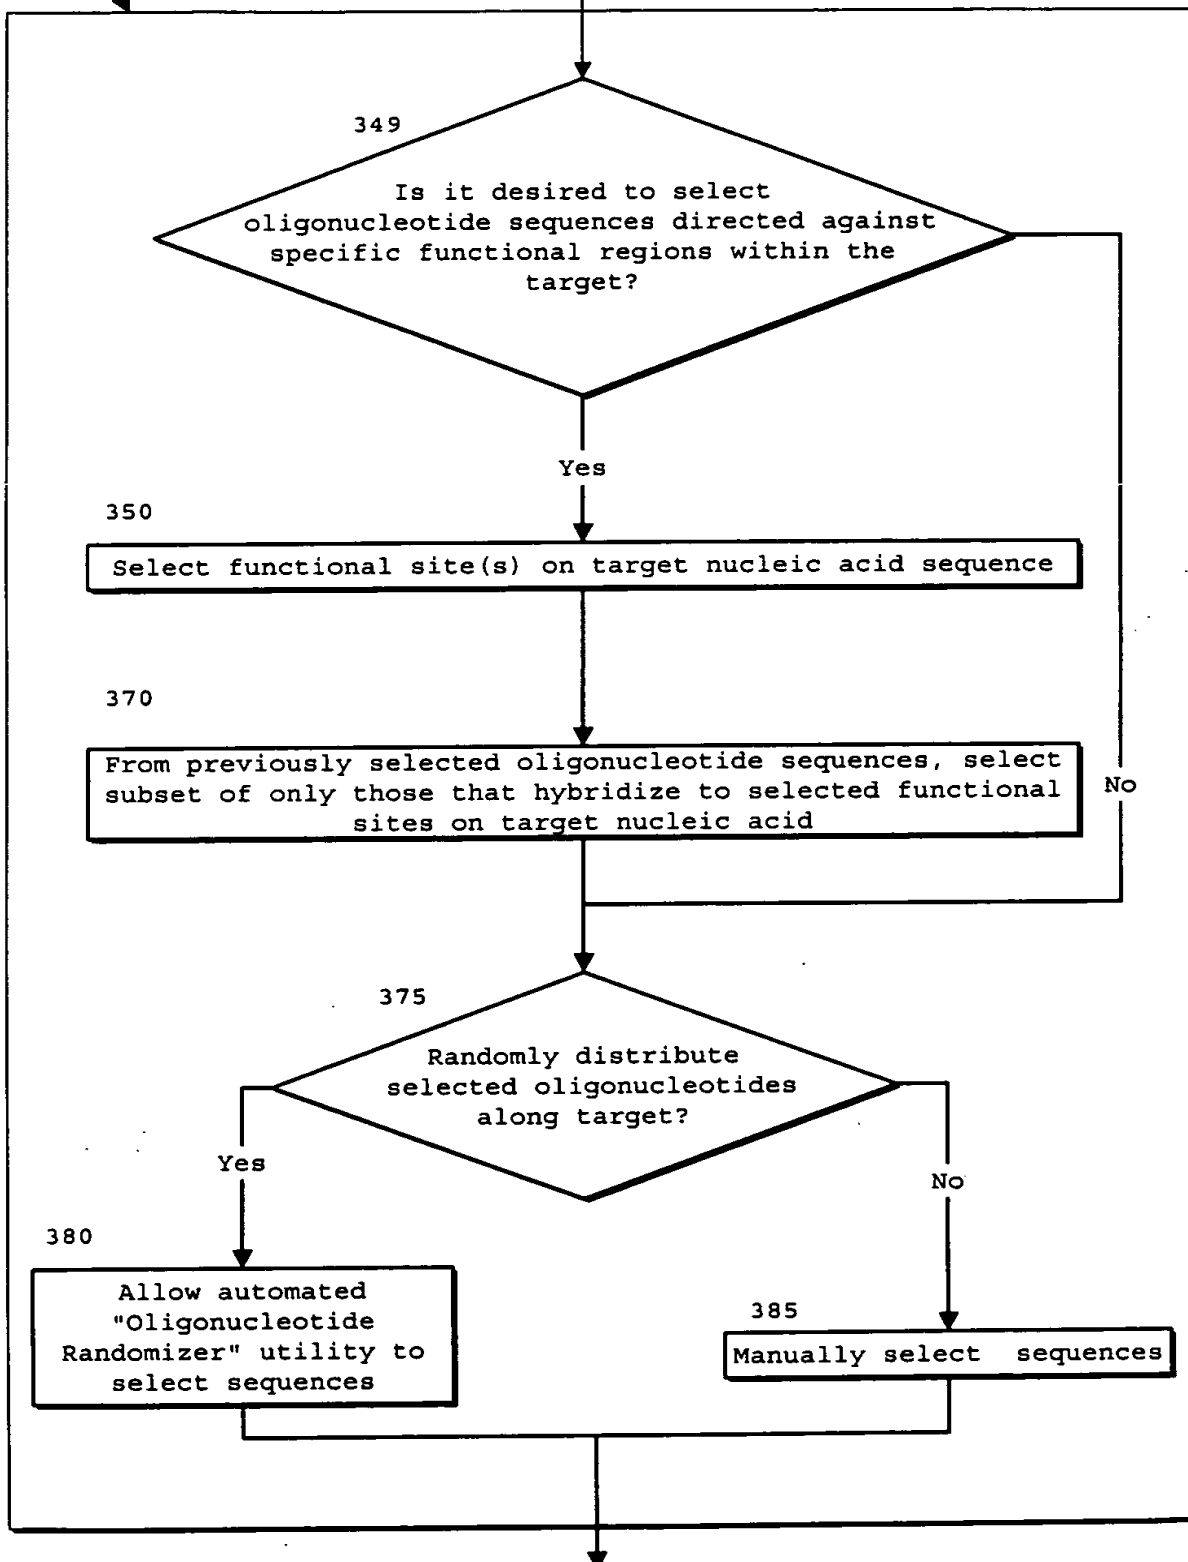 349
Is it desired to select
oligonucleotide sequences directed against
specific functional regions within the
target?
Yes
350
Select functional site(s) on target nucleic acid sequence
370
From previously selected oligonucleotide sequences, select
subset of only those that hybridize to selected functional
sites on target nucleic acid
No
375
Randomly distribute
selected oligonucleotides
along target?
Yes
No
380
Allow automated
"Oligonucleotide
Randomizer" utility to
select sequences
385
Manually select sequences